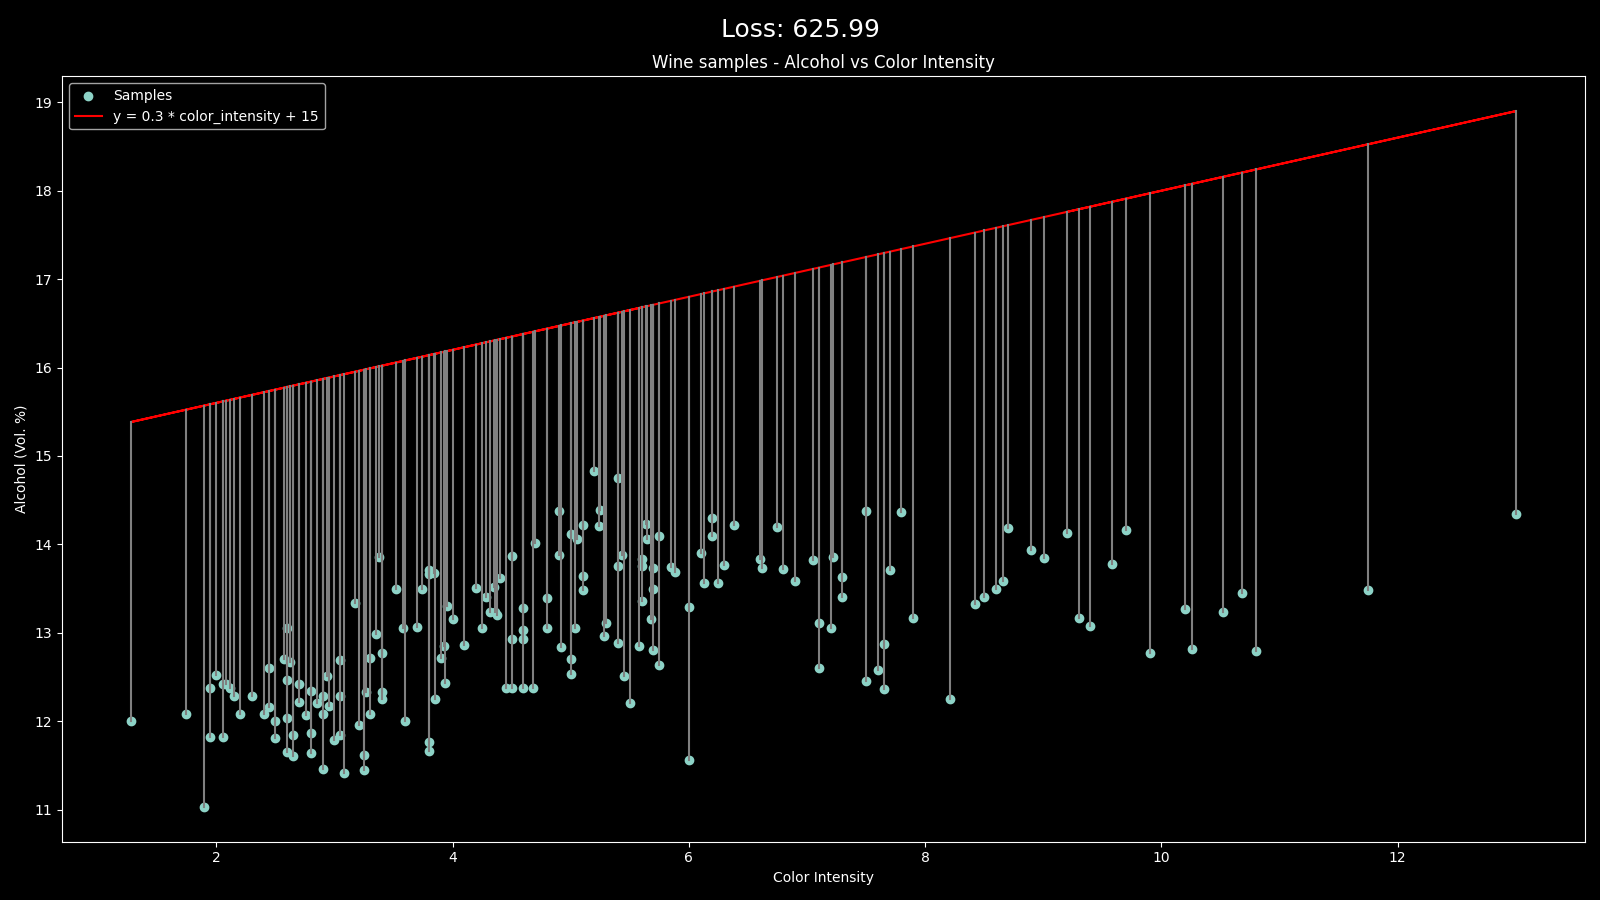 Loss: 625.99
Wine samples - Alcohol vs Color Intensity
Samples
y = 0.3 * color_intensity + 15
19
18
17
16
15
14
13
12
11
Alcohol (Vol. %)
2 4 6 8 10 12
Color Intensity